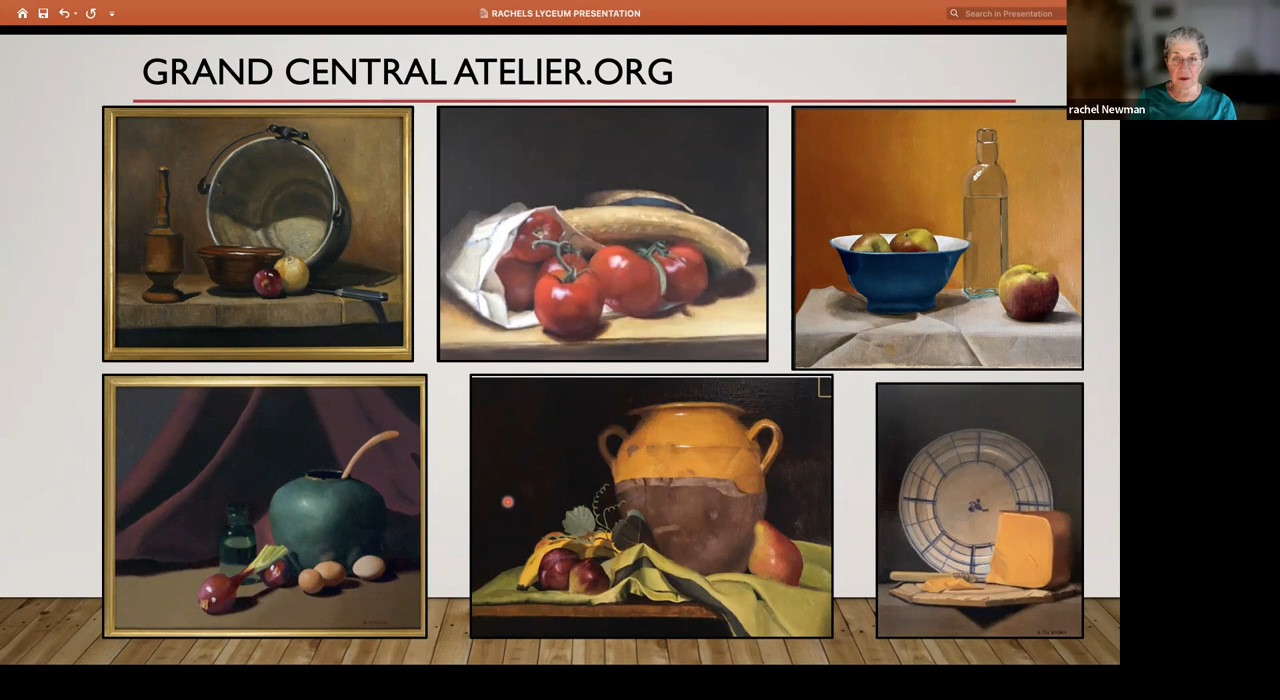 RACHELS LYCEUM PRESENTATION
Search in Presentation
rachel Newman
GRAND CENTRAL ATELIER.ORG